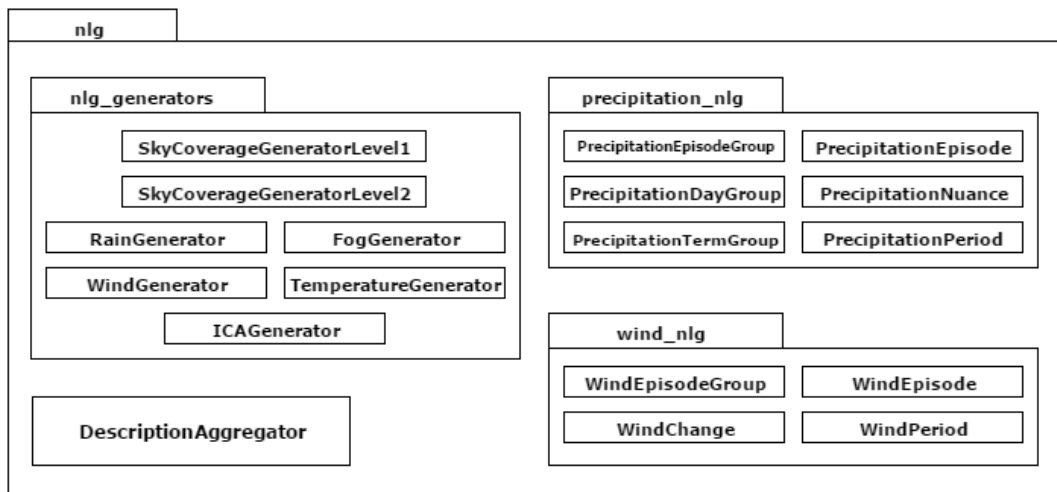 nlg
nlg_generators
SkyCoverageGeneratorLevel1
SkyCoverageGeneratorLevel2
RainGenerator FogGenerator
WindGenerator TemperatureGenerator
ICAGenerator
DescriptionAggregator
precipitation_nlg
PrecipitationEpisodeGroup PrecipitationEpisode
PrecipitationDayGroup PrecipitationNuance
PrecipitationTermGroup PrecipitationPeriod
wind_nlg
WindEpisodeGroup WindEpisode
WindChange WindPeriod